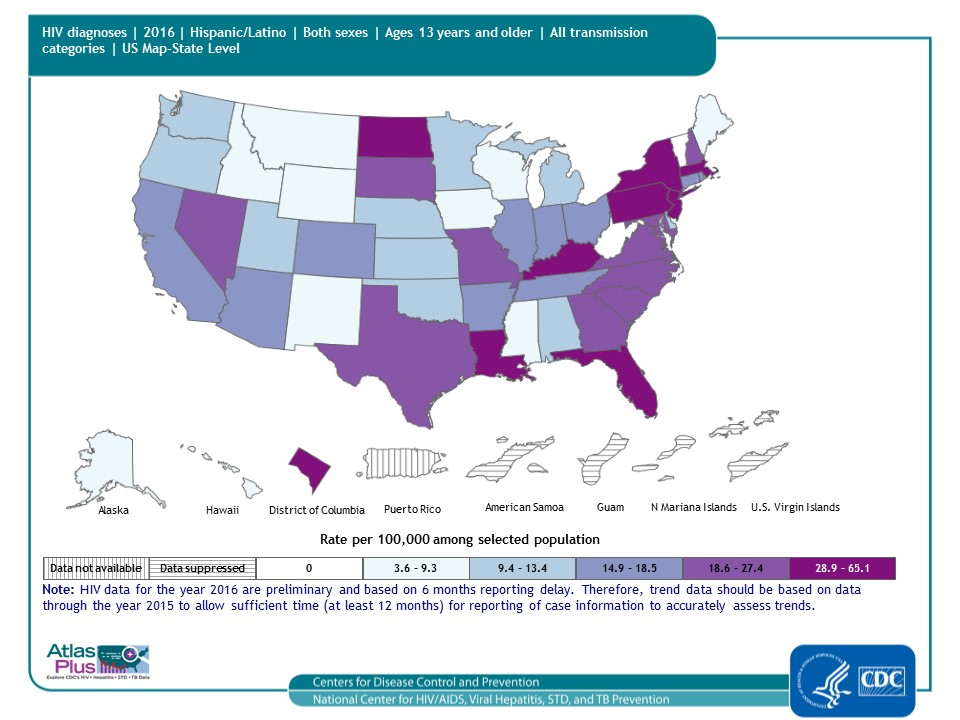 HIV diagnoses | 2016 | Hispanic/Latino | Both sexes | Ages 13 years and older | All transmission
categories | US Map-State Level
Alaska
Hawaii
District of Columbia
Puerto Rico
American Samoa
Guam
N Mariana Islands
U.S. Virgin Islands
Rate per 100,000 among selected population
Data not available
Data suppressed
0
3.6 - 9.3
9.4 - 13.4
14.9 - 18.5
18.6 - 27.4
28.9 - 65.1
Note: HIV data for the year 2016 are preliminary and based on 6 months reporting delay. Therefore, trend data should be based on data
through the year 2015 to allow sufficient time (at least 12 months) for reporting of case information to accurately assess trends.
Atlas
Plus
Explore CDC's HIV • Hepatitis • STD • TB Data
Centers for Disease Control and Prevention
National Center for HIV/AIDS, Viral Hepatitis, STD, and TB Prevention
CDC